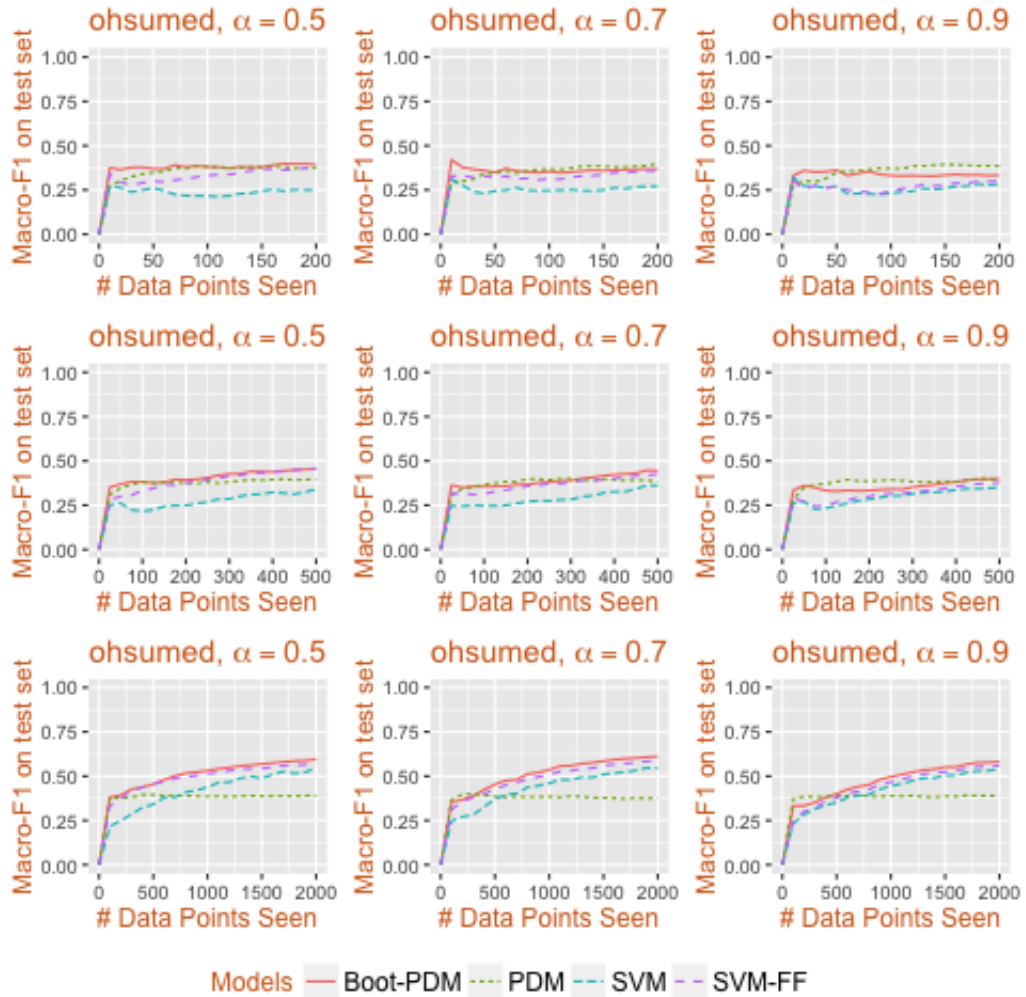 ohsumed, α = 0.5
Macro-F1 on test set
1.00
0.75
0.50
0.25
0.00
0 50 100 150 200
# Data Points Seen
ohsumed, α = 0.7
Macro-F1 on test set
1.00
0.75
0.50
0.25
0.00
0 50 100 150 200
# Data Points Seen
ohsumed, α = 0.9
Macro-F1 on test set
1.00
0.75
0.50
0.25
0.00
0 50 100 150 200
# Data Points Seen
ohsumed, α = 0.5
Macro-F1 on test set
1.00
0.75
0.50
0.25
0.00
0 100 200 300 400 500
# Data Points Seen
ohsumed, α = 0.7
Macro-F1 on test set
1.00
0.75
0.50
0.25
0.00
0 100 200 300 400 500
# Data Points Seen
ohsumed, α = 0.9
Macro-F1 on test set
1.00
0.75
0.50
0.25
0.00
0 100 200 300 400 500
# Data Points Seen
ohsumed, α = 0.5
Macro-F1 on test set
1.00
0.75
0.50
0.25
0.00
0 500 1000 1500 2000
# Data Points Seen
ohsumed, α = 0.7
Macro-F1 on test set
1.00
0.75
0.50
0.25
0.00
0 500 1000 1500 2000
# Data Points Seen
ohsumed, α = 0.9
Macro-F1 on test set
1.00
0.75
0.50
0.25
0.00
0 500 1000 1500 2000
# Data Points Seen
Models Boot-PDM PDM SVM SVM-FF